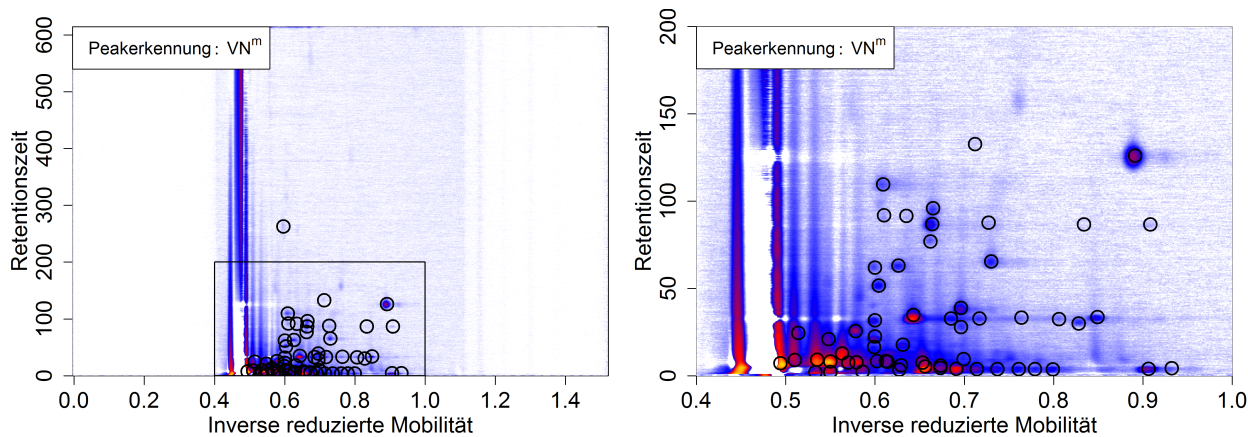 Peakerkennung: VNᵐ
Retentionszeit
600
500
400
300
200
100
0
0.0 0.2 0.4 0.6 0.8 1.0 1.2 1.4
Inverse reduzierte Mobilität
Peakerkennung: VNᵐ
Retentionszeit
200
150
100
50
0
0.4 0.5 0.6 0.7 0.8 0.9 1.0
Inverse reduzierte Mobilität